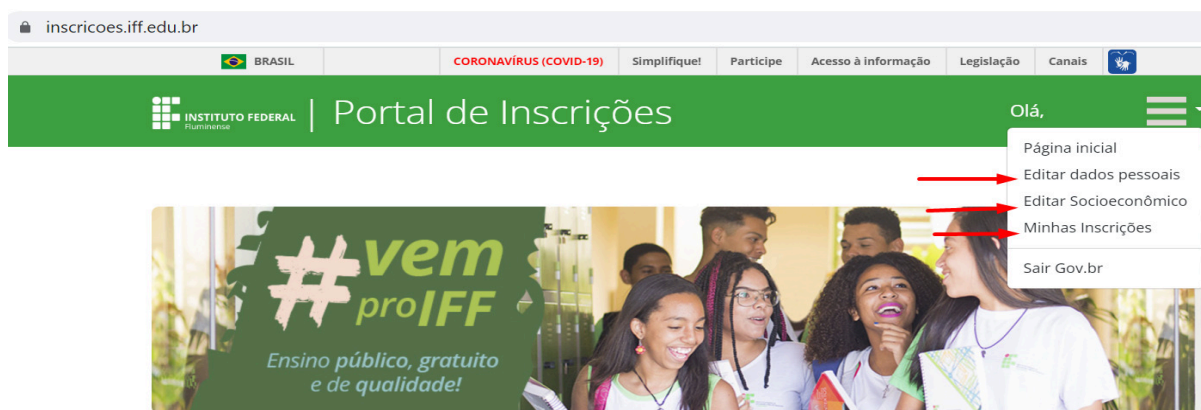 inscricoes.iff.edu.br
BRASIL
CORONAVÍRUS (COVID-19)
Simplifique!
Participe
Acesso à informação
Legislação
Canais
INSTITUTO FEDERAL
Fluminense
Portal de Inscrições
Olá,
Página inicial
Editar dados pessoais
Editar Socioeconômico
Minhas Inscrições
Sair Gov.br
#vem
proIFF
Ensino público, gratuito
e de qualidade!